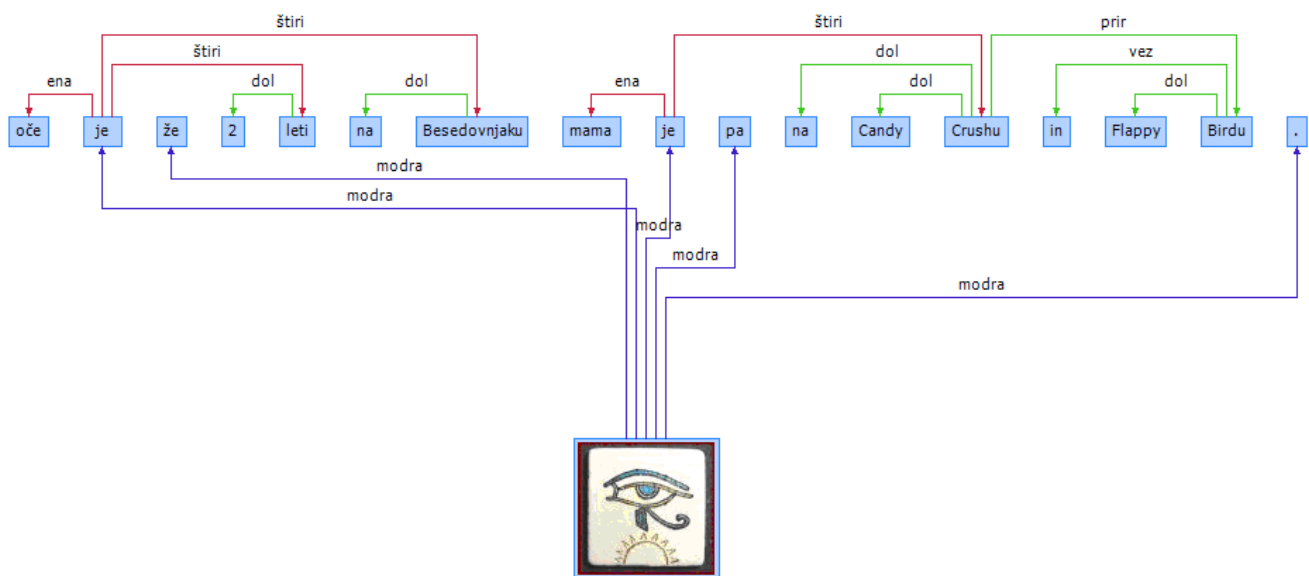 štiri štiri prir
štiri dol vez
ena dol dol ena dol dol
oče je že 2 leti na Besedovnjaku mama je pa na Candy Crushu in Flappy Birdu .
modra
modra
modra
modra
modra